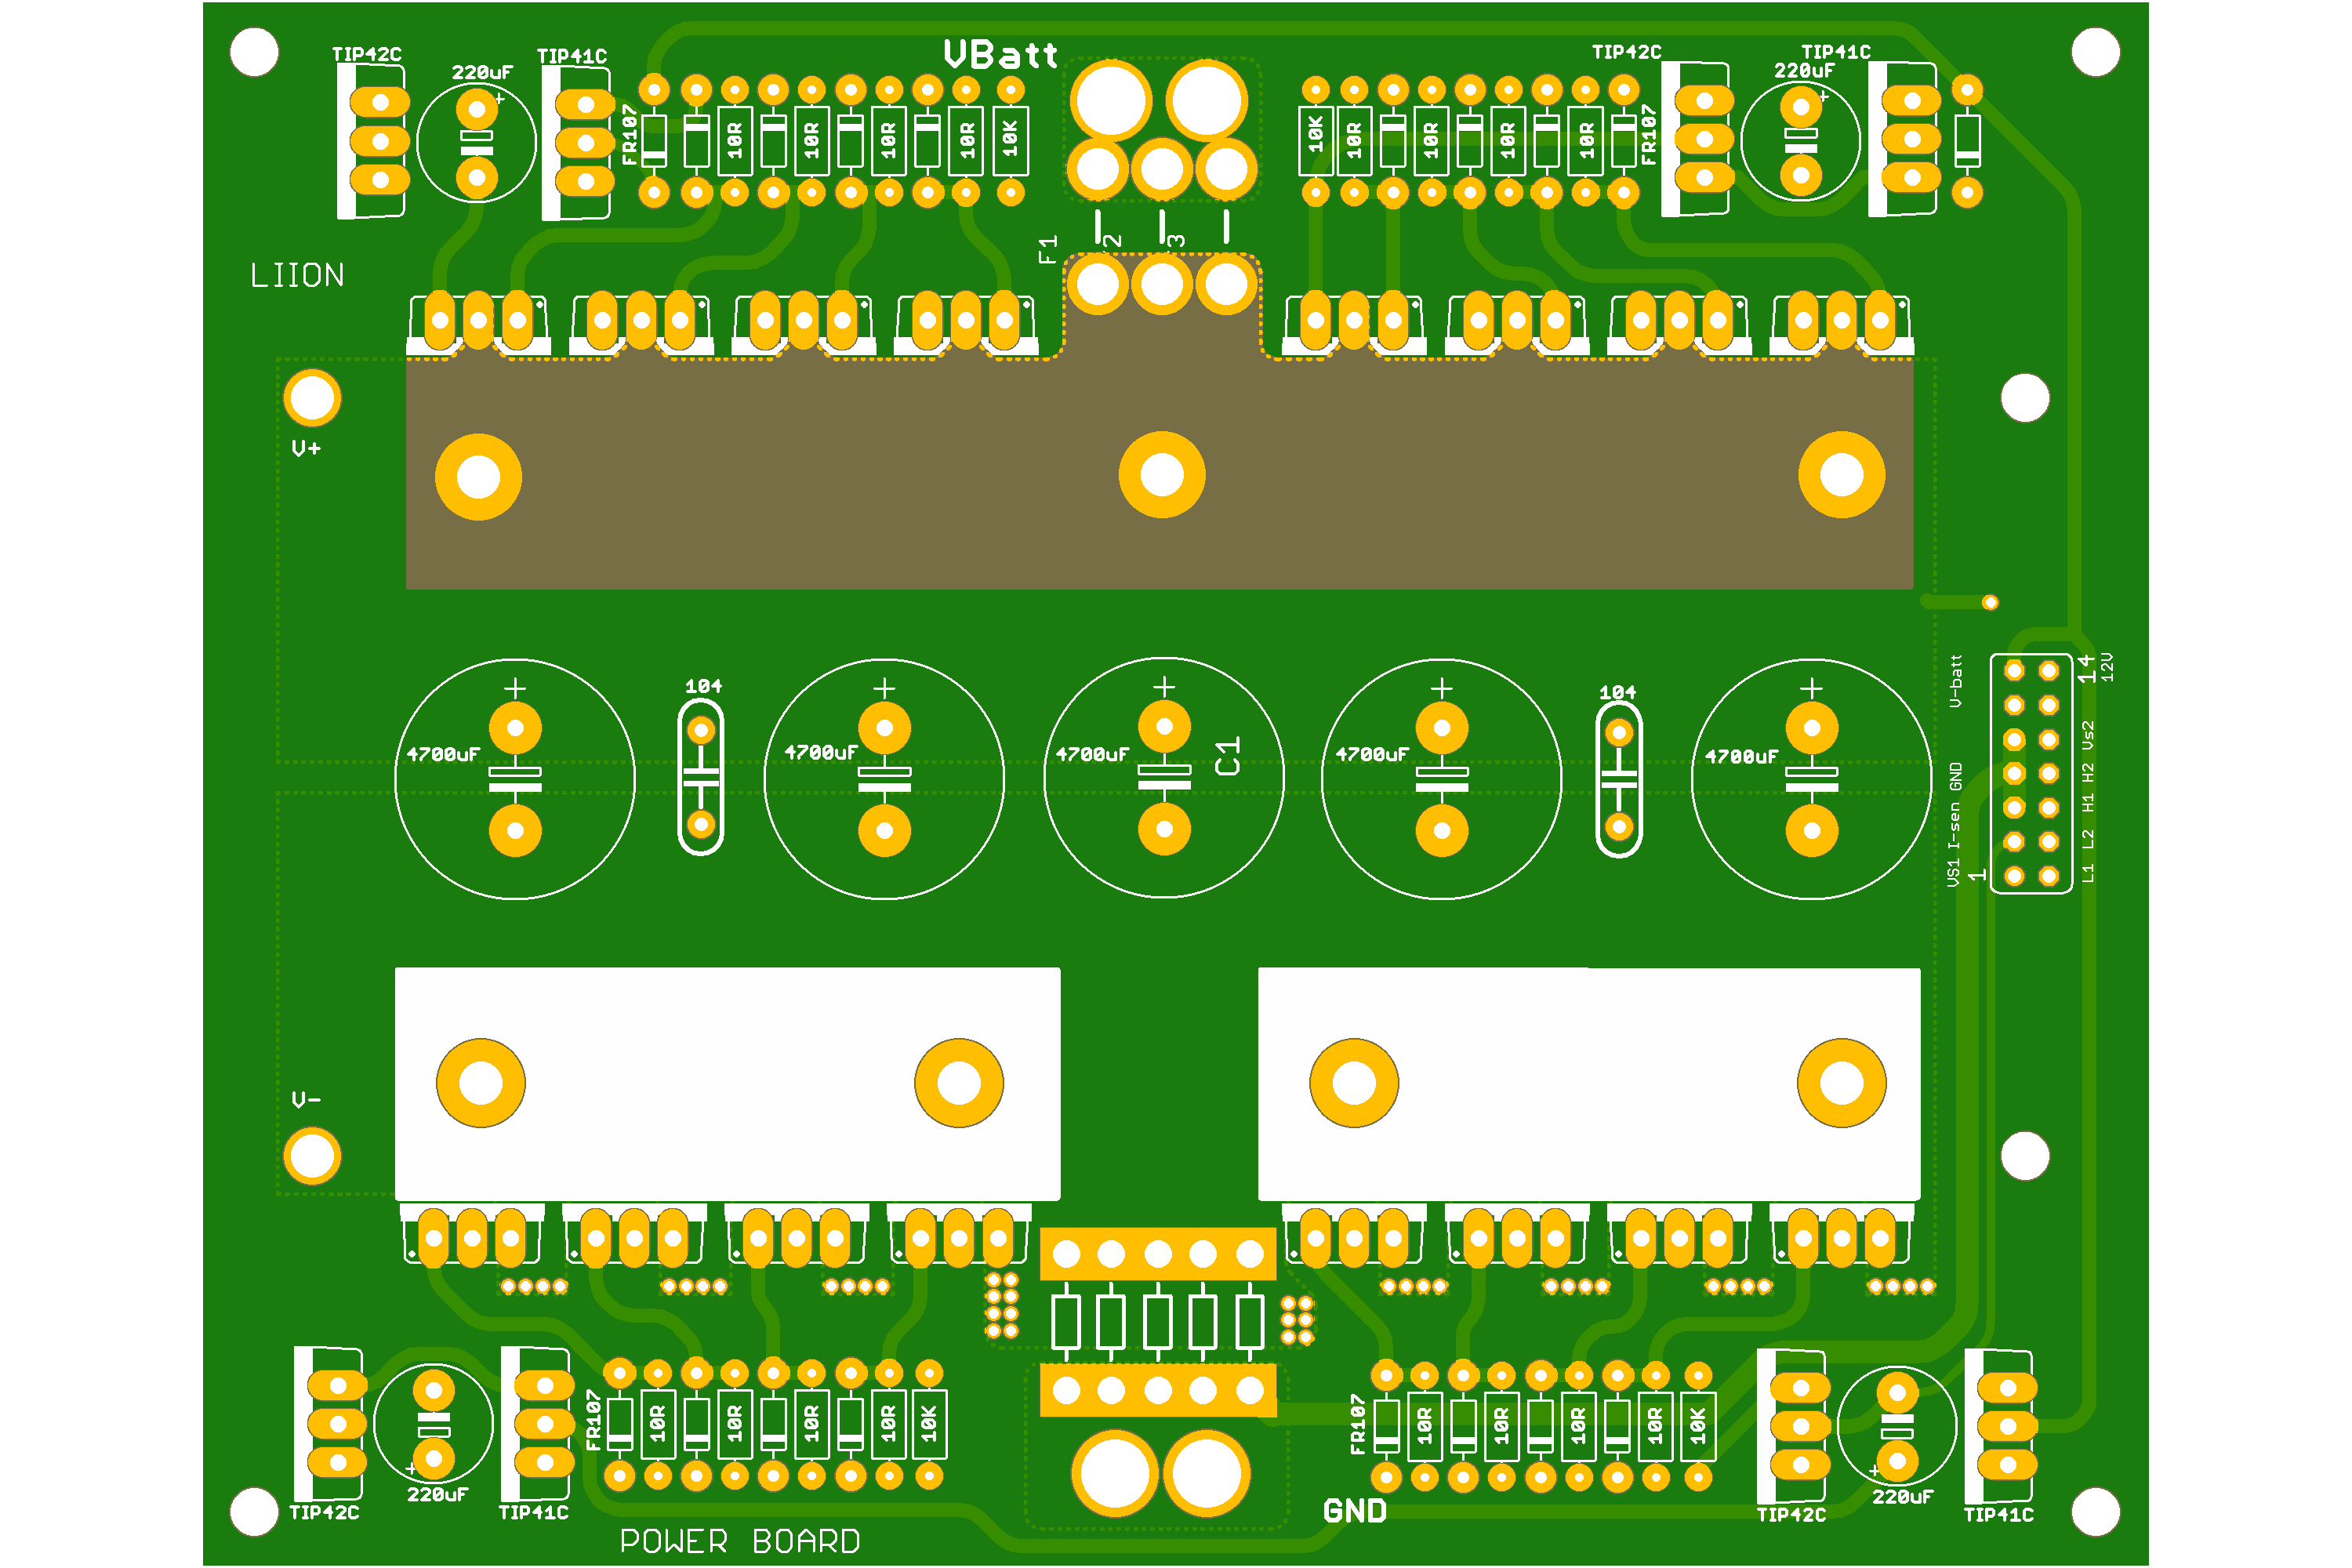 TIP42C
220uF
TIP41C
VBatt
TIP42C
220uF
TIP41C
FR107
10R
10R
10R
10R
10K
10K
10R
10R
10R
10R
FR107
F1
2
3
LIION
V+
104
104
4700uF
4700uF
4700uF
C1
4700uF
4700uF
V-batt
14
12V
VS1 I-sen GND
1
L1 L2 H1 H2 Vs2
V-
FR107
10R
10R
10R
10R
10K
FR107
10R
10R
10R
10R
10K
TIP42C
220uF
TIP41C
GND
TIP42C
220uF
TIP41C
POWER BOARD